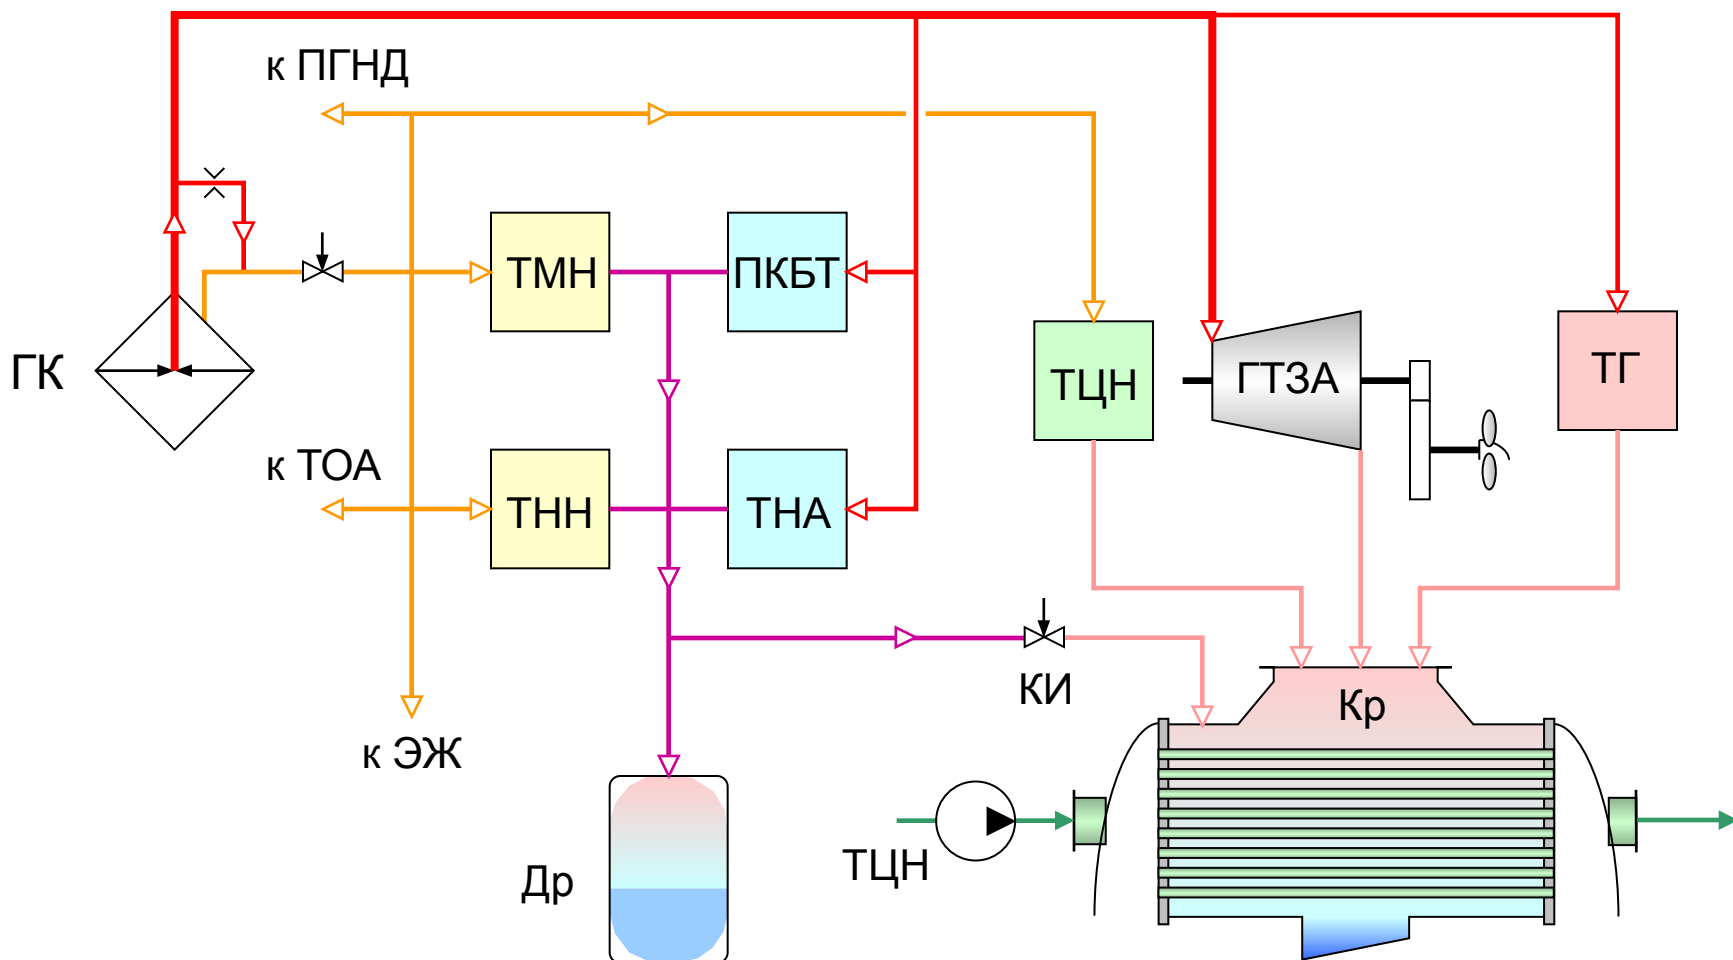 к ПГНД
ТМН
ПКБТ
ГК
ТЦН
ГТЗА
ТГ
к ТОА
ТНН
ТНА
КИ
Кр
к ЭЖ
ТЦН
Др